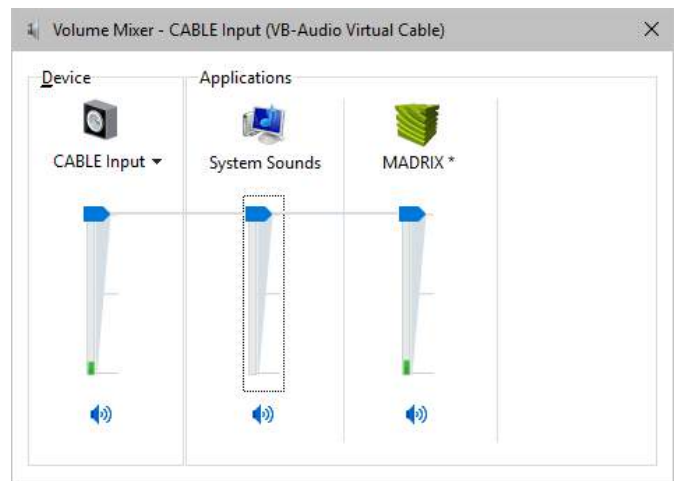 Volume Mixer - CABLE Input (VB-Audio Virtual Cable)
Device
Applications
CABLE Input
System Sounds
MADRIX *